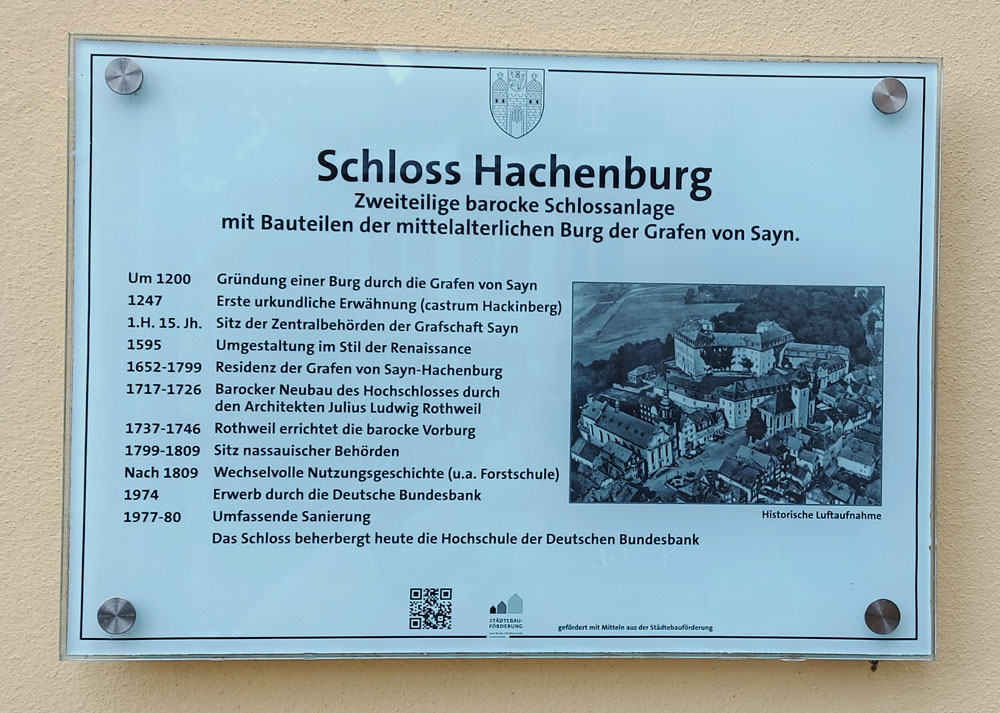 Schloss Hachenburg
Zweiteilige barocke Schlossanlage
mit Bauteilen der mittelalterlichen Burg der Grafen von Sayn.
Um 1200 Gründung einer Burg durch die Grafen von Sayn
1247 Erste urkundliche Erwähnung (castrum Hackinberg)
1.H. 15. Jh. Sitz der Zentralbehörden der Grafschaft Sayn
1595 Umgestaltung im Stil der Renaissance
1652-1799 Residenz der Grafen von Sayn-Hachenburg
1717-1726 Barocker Neubau des Hochschlosses durch
den Architekten Julius Ludwig Rothweil
1737-1746 Rothweil errichtet die barocke Vorburg
1799-1809 Sitz nassauischer Behörden
Nach 1809 Wechselvolle Nutzungsgeschichte (u.a. Forstschule)
1974 Erwerb durch die Deutsche Bundesbank
1977-80 Umfassende Sanierung
Das Schloss beherbergt heute die Hochschule der Deutschen Bundesbank
Historische Luftaufnahme
STÄDTEBAU-
FÖRDERUNG
gefördert mit Mitteln aus der Städtebauförderung